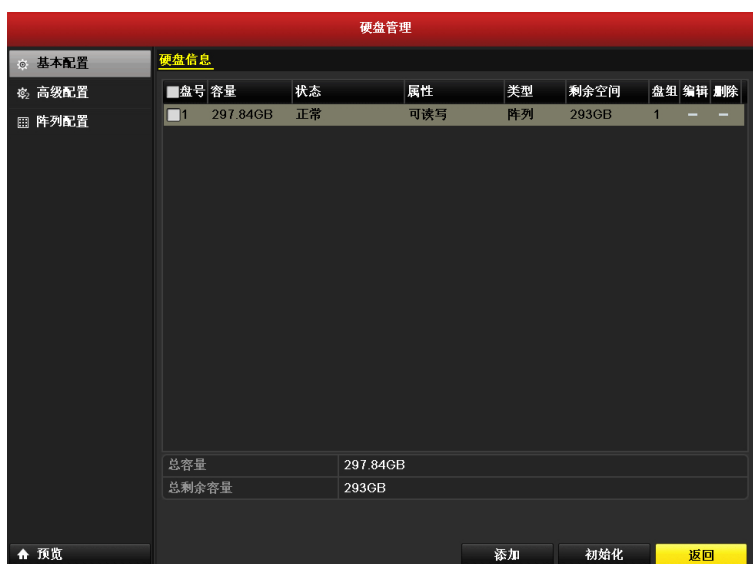 硬盘管理
基本配置
高级配置
阵列配置
预览
硬盘信息
盘号 容量 状态 属性 类型 剩余空间 盘组 编辑 删除
1 297.84GB 正常 可读写 阵列 293GB 1 — —
总容量 297.84GB
总剩余容量 293GB
添加 初始化 返回